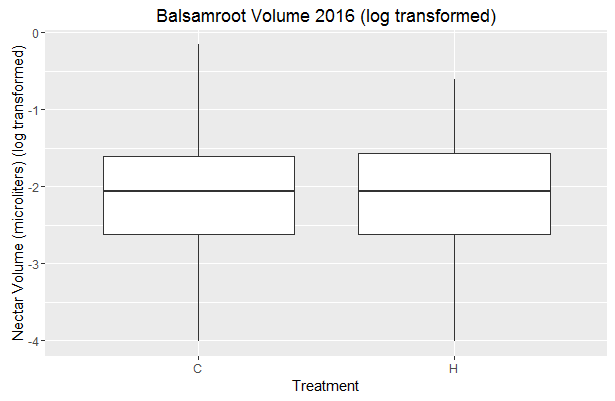 Balsamroot Volume 2016 (log transformed)
Nectar Volume (microliters) (log transformed)
0
-1
-2
-3
-4
C H
Treatment